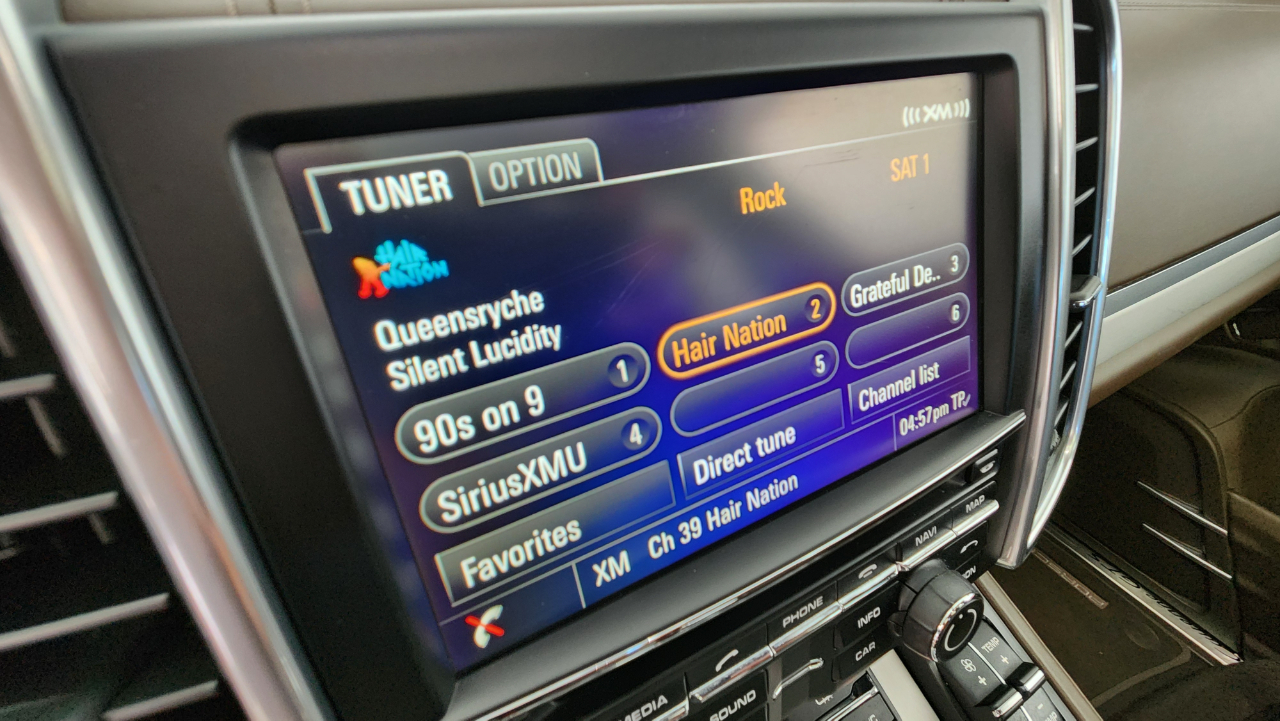 (((XM)))
TUNER
OPTION
Rock
SAT 1
HAIR
NATION
Queensryche
Silent Lucidity
90s on 9 1
Hair Nation 2
Grateful De.. 3
SiriusXMU 4
5
6
Favorites
Direct tune
Channel list
XM Ch 39 Hair Nation
04:57pm TP
NAVI
MAP
PHONE
INFO
CAR
MEDIA
SOUND
TEMP